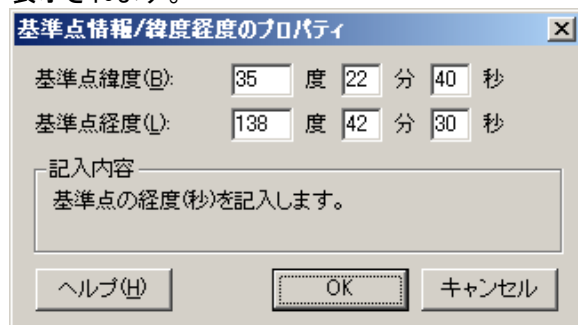 表示されます。
基準点情報/緯度経度のプロパティ
基準点緯度(B): 35 度 22 分 40 秒
基準点経度(L): 138 度 42 分 30 秒
記入内容
基準点の経度(秒)を記入します。
ヘルプ(H) OK キャンセル